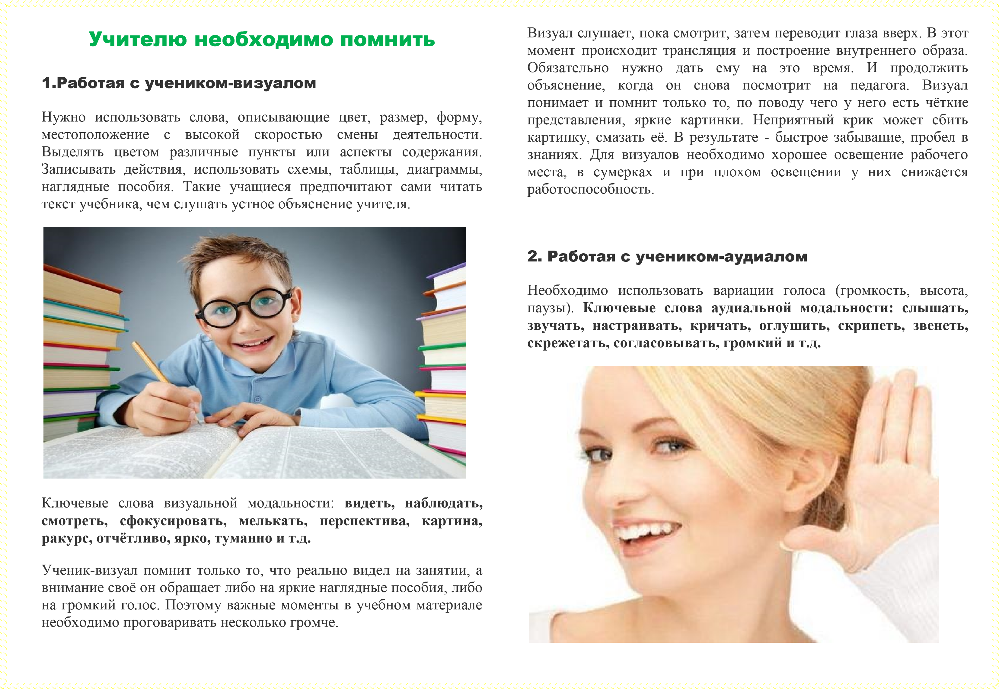 Учителю необходимо помнить
1.Работая с учеником-визуалом
Нужно использовать слова, описывающие цвет, размер, форму,
местоположение с высокой скоростью смены деятельности.
Выделять цветом различные пункты или аспекты содержания.
Записывать действия, использовать схемы, таблицы, диаграммы,
наглядные пособия. Такие учащиеся предпочитают сами читать
текст учебника, чем слушать устное объяснение учителя.
Ключевые слова визуальной модальности: видеть, наблюдать,
смотреть, сфокусировать, мелькать, перспектива, картина,
ракурс, отчётливо, ярко, туманно и т.д.
Ученик-визуал помнит только то, что реально видел на занятии, а
внимание своё он обращает либо на яркие наглядные пособия, либо
на громкий голос. Поэтому важные моменты в учебном материале
необходимо проговаривать несколько громче.
Визуал слушает, пока смотрит, затем переводит глаза вверх. В этот
момент происходит трансляция и построение внутреннего образа.
Обязательно нужно дать ему на это время. И продолжить
объяснение, когда он снова посмотрит на педагога. Визуал
понимает и помнит только то, по поводу чего у него есть чёткие
представления, яркие картинки. Неприятный крик может сбить
картинку, смазать её. В результате - быстрое забывание, пробел в
знаниях. Для визуалов необходимо хорошее освещение рабочего
места, в сумерках и при плохом освещении у них снижается
работоспособность.
2. Работая с учеником-аудиалом
Необходимо использовать вариации голоса (громкость, высота,
паузы). Ключевые слова аудиальной модальности: слышать,
звучать, настраивать, кричать, оглушить, скрипеть, звенеть,
скрежетать, согласовывать, громкий и т.д.